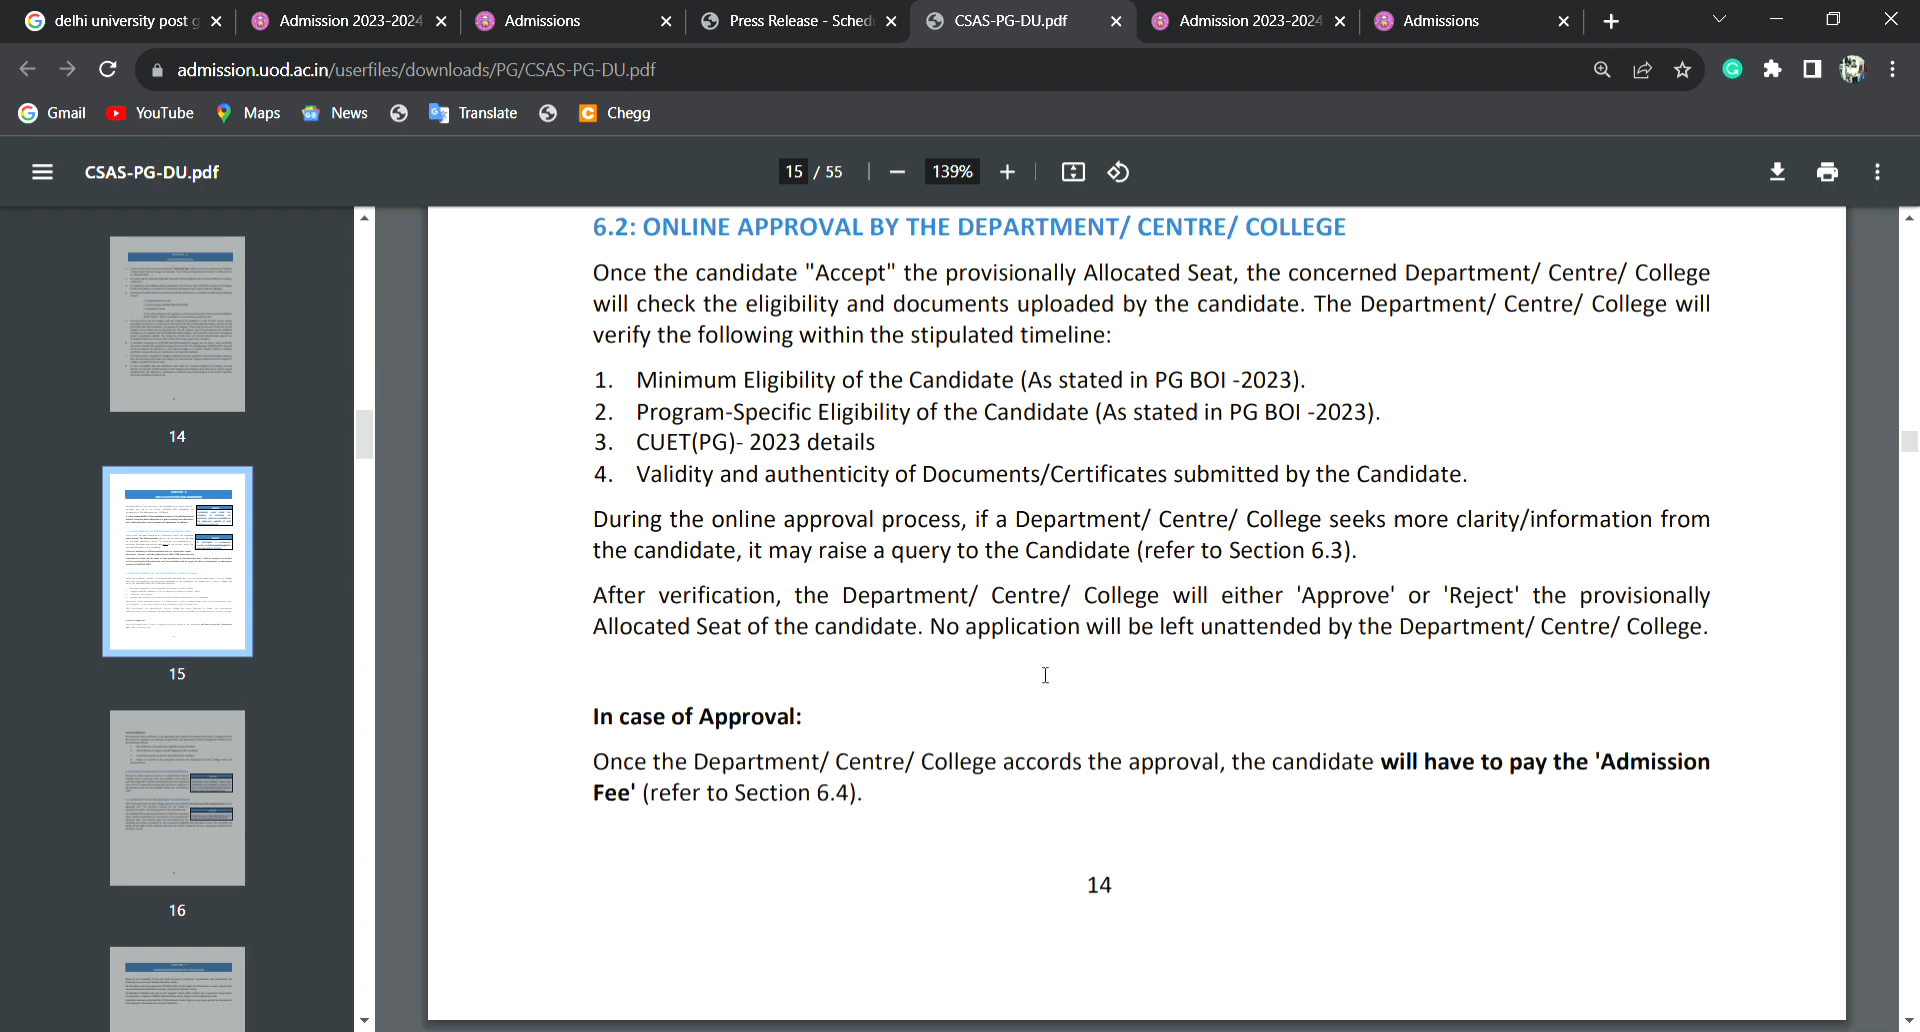 delhi university post g
Admission 2023-2024
Admissions
Press Release - Sched
CSAS-PG-DU.pdf
Admission 2023-2024
Admissions
admission.uod.ac.in/userfiles/downloads/PG/CSAS-PG-DU.pdf
Gmail
YouTube
Maps
News
Translate
Chegg
CSAS-PG-DU.pdf
15 / 55
139%
14
15
16
6.2: ONLINE APPROVAL BY THE DEPARTMENT/ CENTRE/ COLLEGE
Once the candidate "Accept" the provisionally Allocated Seat, the concerned Department/ Centre/ College
will check the eligibility and documents uploaded by the candidate. The Department/ Centre/ College will
verify the following within the stipulated timeline:
1. Minimum Eligibility of the Candidate (As stated in PG BOI -2023).
2. Program-Specific Eligibility of the Candidate (As stated in PG BOI -2023).
3. CUET(PG)- 2023 details
4. Validity and authenticity of Documents/Certificates submitted by the Candidate.
During the online approval process, if a Department/ Centre/ College seeks more clarity/information from
the candidate, it may raise a query to the Candidate (refer to Section 6.3).
After verification, the Department/ Centre/ College will either 'Approve' or 'Reject' the provisionally
Allocated Seat of the candidate. No application will be left unattended by the Department/ Centre/ College.
In case of Approval:
Once the Department/ Centre/ College accords the approval, the candidate will have to pay the 'Admission
Fee' (refer to Section 6.4).
14